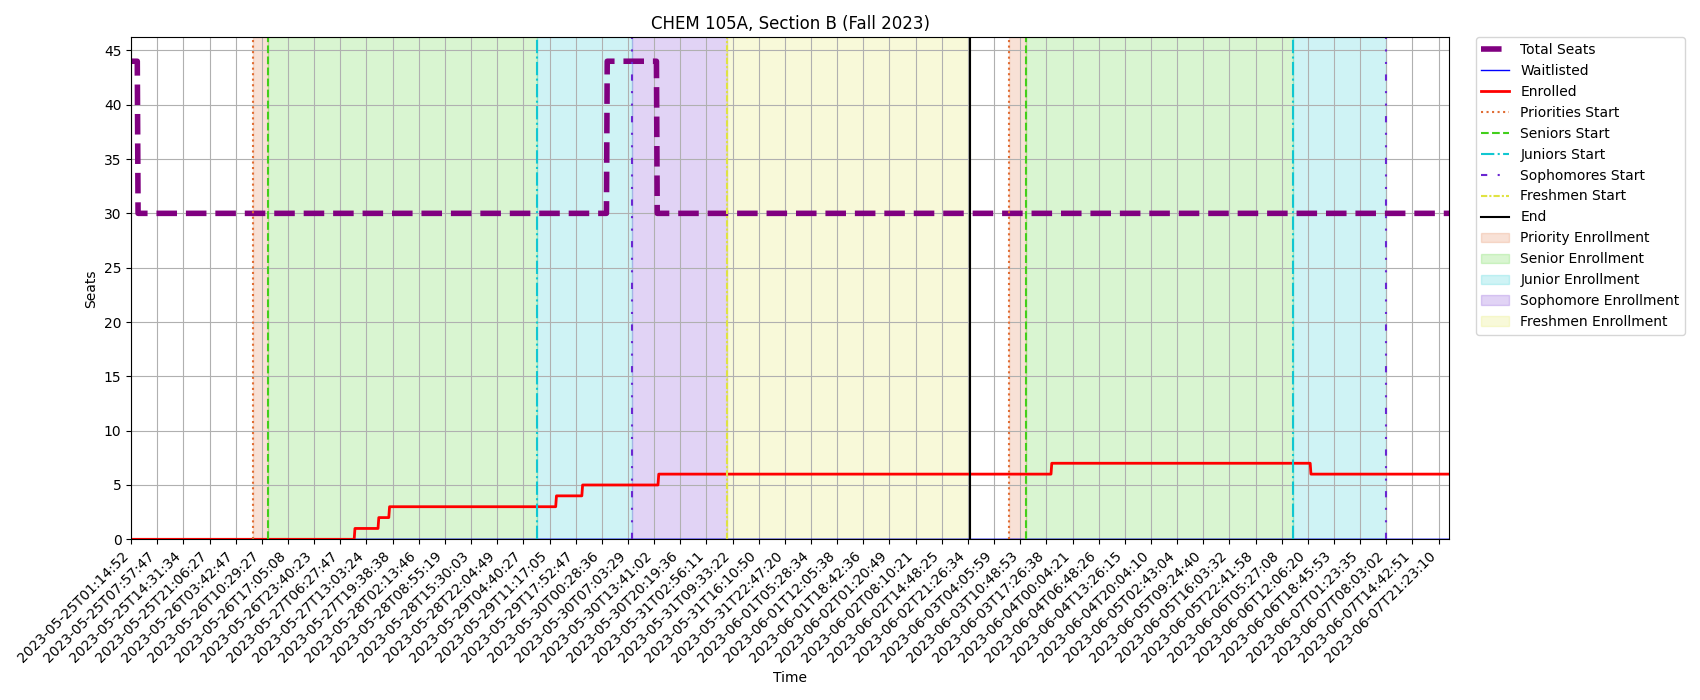 CHEM 105A, Section B (Fall 2023)
45
40
35
30
25
20
15
10
5
0
Seats
2023-05-25T01:14:52
2023-05-25T07:57:47
2023-05-25T14:31:34
2023-05-25T21:06:27
2023-05-26T03:42:47
2023-05-26T10:29:27
2023-05-26T17:05:08
2023-05-26T23:40:23
2023-05-27T06:27:47
2023-05-27T13:03:24
2023-05-27T19:38:38
2023-05-28T02:13:46
2023-05-28T08:55:19
2023-05-28T15:30:03
2023-05-28T22:04:49
2023-05-29T04:40:27
2023-05-29T11:17:05
2023-05-29T17:52:47
2023-05-30T00:28:36
2023-05-30T07:03:29
2023-05-30T13:41:02
2023-05-30T20:19:36
2023-05-31T02:56:11
2023-05-31T09:33:22
2023-05-31T16:10:50
2023-05-31T22:47:20
2023-06-01T05:28:34
2023-06-01T12:05:38
2023-06-01T18:42:36
2023-06-02T01:20:49
2023-06-02T08:10:21
2023-06-02T14:48:25
2023-06-02T21:26:34
2023-06-03T04:05:59
2023-06-03T10:48:53
2023-06-03T17:26:38
2023-06-04T00:04:21
2023-06-04T06:48:26
2023-06-04T13:26:15
2023-06-04T20:04:10
2023-06-05T02:43:04
2023-06-05T09:24:40
2023-06-05T16:03:32
2023-06-05T22:41:58
2023-06-06T05:27:08
2023-06-06T12:06:20
2023-06-06T18:45:53
2023-06-07T01:23:35
2023-06-07T08:03:02
2023-06-07T14:42:51
2023-06-07T21:23:10
Time
Total Seats
Waitlisted
Enrolled
Priorities Start
Seniors Start
Juniors Start
Sophomores Start
Freshmen Start
End
Priority Enrollment
Senior Enrollment
Junior Enrollment
Sophomore Enrollment
Freshmen Enrollment